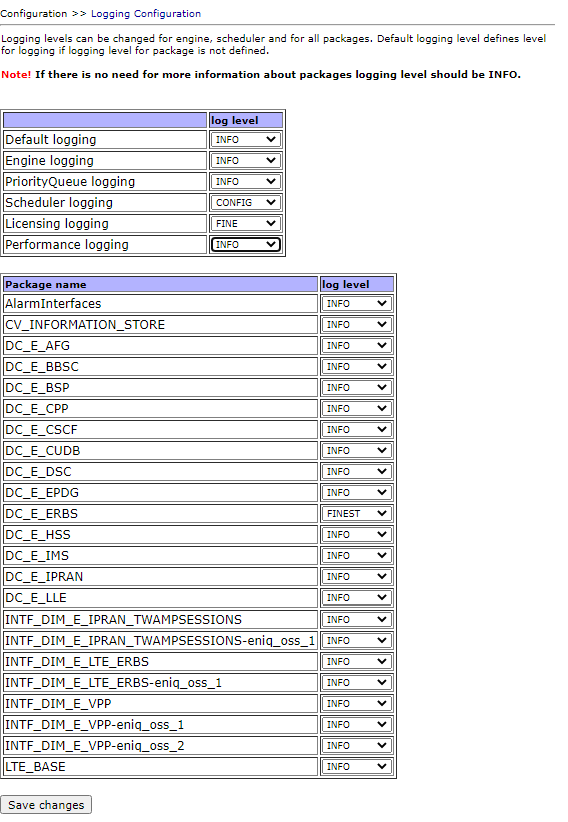 Configuration >> Logging Configuration
Logging levels can be changed for engine, scheduler and for all packages. Default logging level defines level
for logging if logging level for package is not defined.
Note! If there is no need for more information about packages logging level should be INFO.
log level
Default logging INFO
Engine logging INFO
PriorityQueue logging INFO
Scheduler logging CONFIG
Licensing logging FINE
Performance logging INFO
Package name log level
AlarmInterfaces INFO
CV_INFORMATION_STORE INFO
DC_E_AFG INFO
DC_E_BBSC INFO
DC_E_BSP INFO
DC_E_CPP INFO
DC_E_CSCF INFO
DC_E_CUDB INFO
DC_E_DSC INFO
DC_E_EPDG INFO
DC_E_ERBS FINEST
DC_E_HSS INFO
DC_E_IMS INFO
DC_E_IPRAN INFO
DC_E_LLE INFO
INTF_DIM_E_IPRAN_TWAMPSESSIONS INFO
INTF_DIM_E_IPRAN_TWAMPSESSIONS-eniq_oss_1 INFO
INTF_DIM_E_LTE_ERBS INFO
INTF_DIM_E_LTE_ERBS-eniq_oss_1 INFO
INTF_DIM_E_VPP INFO
INTF_DIM_E_VPP-eniq_oss_1 INFO
INTF_DIM_E_VPP-eniq_oss_2 INFO
LTE_BASE INFO
Save changes